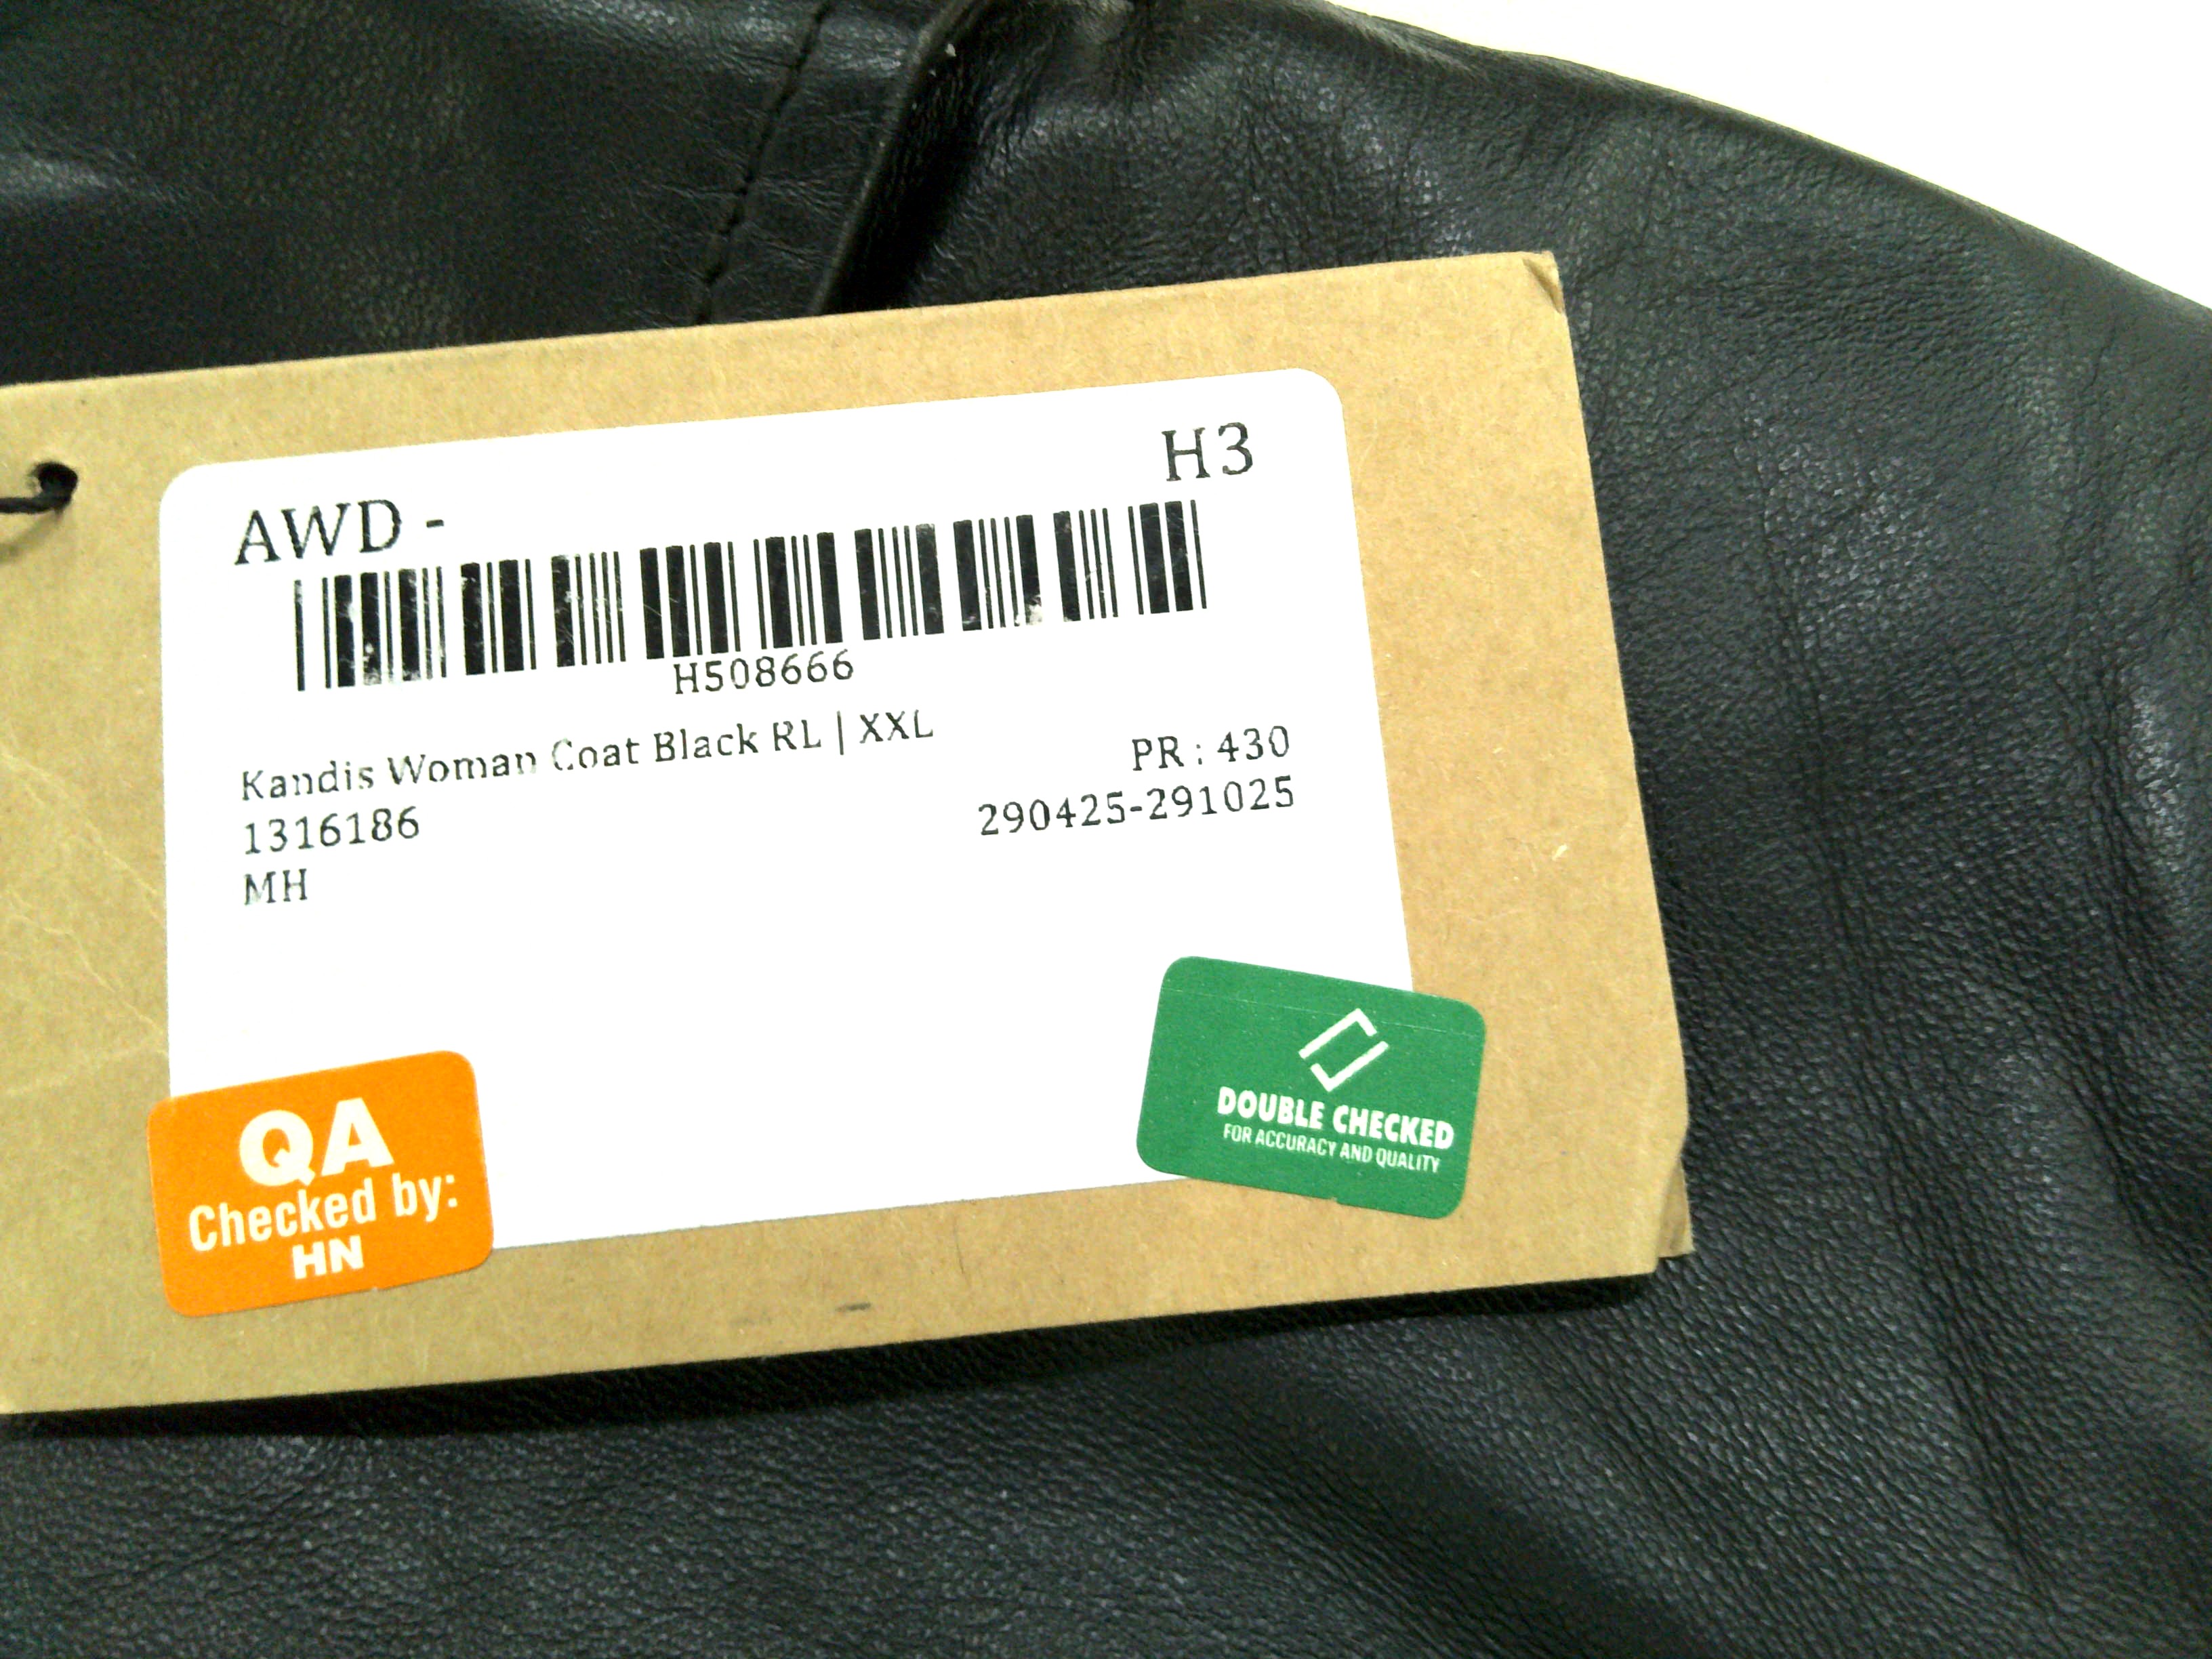 AWD -
H3
H508666
Kandis Woman Coat Black RL | XXL
PR : 430
1316186
290425-291025
MH
QA
Checked by:
HN
DOUBLE CHECKED
FOR ACCURACY AND QUALITY